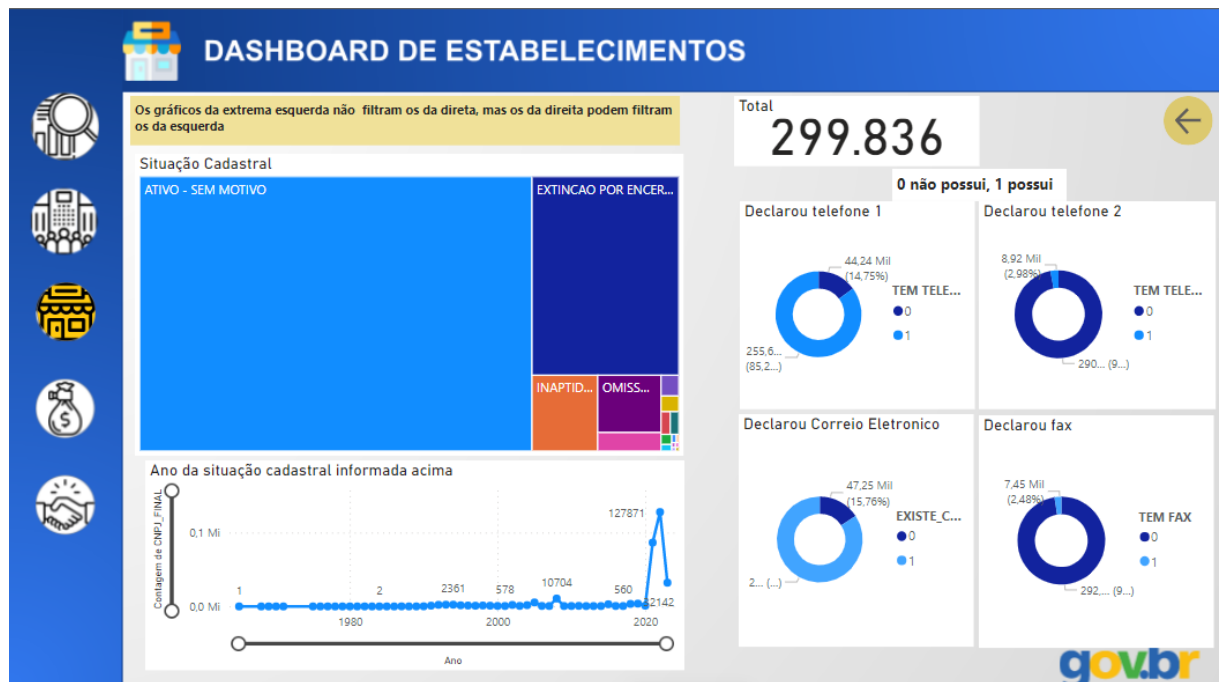 DASHBOARD DE ESTABELECIMENTOS
Os gráficos da extrema esquerda não filtram os da direta, mas os da direita podem filtram
os da esquerda
Total
299.836
Situação Cadastral
ATIVO - SEM MOTIVO
EXTINCAO POR ENCER...
INAPTID...
OMISS...
0 não possui, 1 possui
Declarou telefone 1
44,24 Mil
(14,75%)
255,6...
(85,2...)
TEM TELE...
0
1
Declarou telefone 2
8,92 Mil
(2,98%)
290... (9...)
TEM TELE...
0
1
Declarou Correio Eletronico
47,25 Mil
(15,76%)
2... (...)
EXISTE_C...
0
1
Declarou fax
7,45 Mil
(2,48%)
292,... (9...)
TEM FAX
0
1
Ano da situação cadastral informada acima
Contagem de CNPJ_FINAL
0,1 Mi
0,0 Mi
1
2
2361
578
10704
560
127871
32142
1980
2000
2020
Ano
gov.br